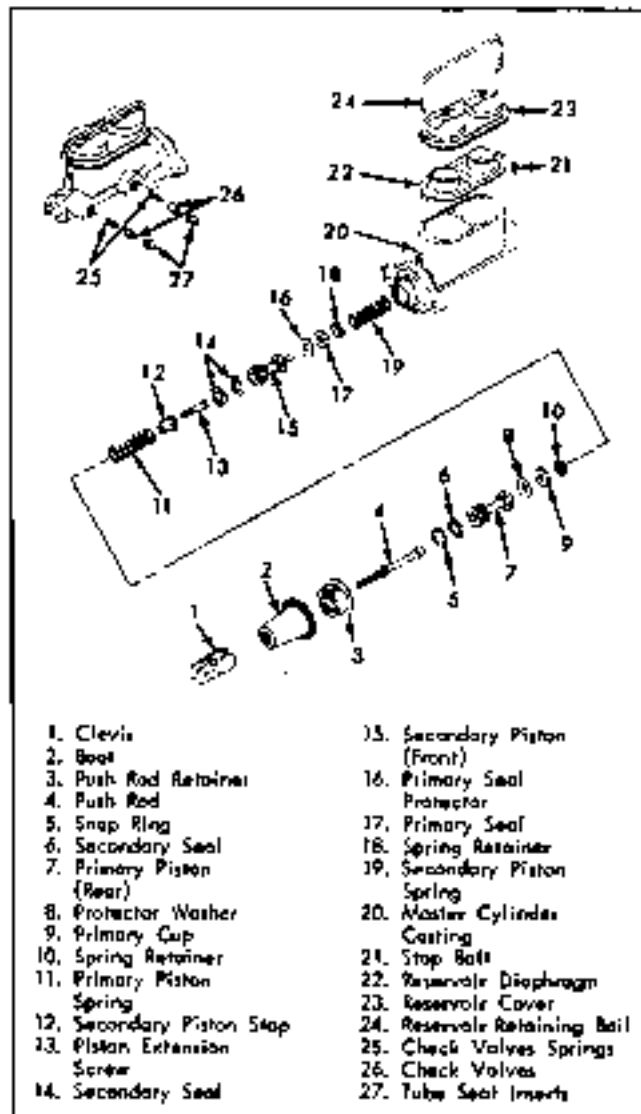 24
23
22
21
20
26
25
27
16
18
19
17
14
15
12
13
11
10
8
9
6
7
4
5
2
3
1
1. Clevis
2. Boot
3. Push Rod Retainer
4. Push Rod
5. Snap Ring
6. Secondary Seal
7. Primary Piston
(Rear)
8. Protector Washer
9. Primary Cup
10. Spring Retainer
11. Primary Piston
Spring
12. Secondary Piston Stop
13. Piston Extension
Screw
14. Secondary Seal
15. Secondary Piston
(Front)
16. Primary Seal
Protector
17. Primary Seal
18. Spring Retainer
19. Secondary Piston
Spring
20. Master Cylinder
Casting
21. Stop Bolt
22. Reservoir Diaphragm
23. Reservoir Cover
24. Reservoir Retaining Bail
25. Check Valves Springs
26. Check Valves
27. Tube Seat Inserts